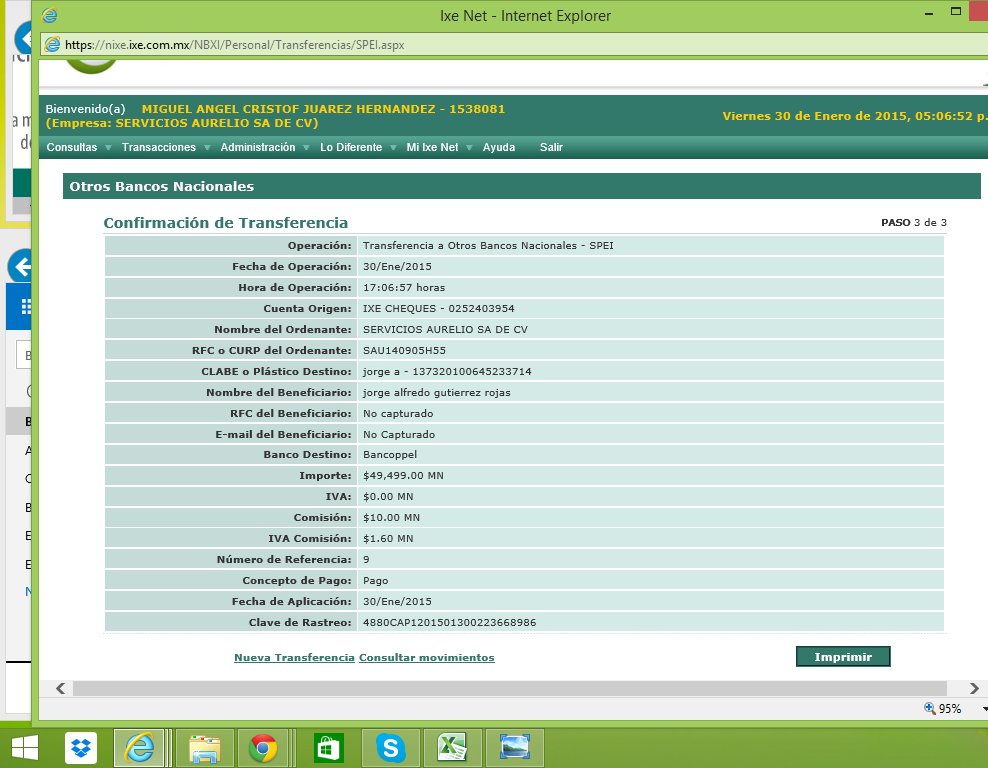 Ixe Net - Internet Explorer
https://nixe.ixe.com.mx/NBXI/Personal/Transferencias/SPEI.aspx
Bienvenido(a) MIGUEL ANGEL CRISTOF JUAREZ HERNANDEZ - 1538081
(Empresa: SERVICIOS AURELIO SA DE CV)
Viernes 30 de Enero de 2015, 05:06:52 p.
Consultas Transacciones Administración Lo Diferente Mi Ixe Net Ayuda Salir
Otros Bancos Nacionales
Confirmación de Transferencia
PASO 3 de 3
Operación: Transferencia a Otros Bancos Nacionales - SPEI
Fecha de Operación: 30/Ene/2015
Hora de Operación: 17:06:57 horas
Cuenta Origen: IXE CHEQUES - 0252403954
Nombre del Ordenante: SERVICIOS AURELIO SA DE CV
RFC o CURP del Ordenante: SAU140905H55
CLABE o Plástico Destino: jorge a - 137320100645233714
Nombre del Beneficiario: jorge alfredo gutierrez rojas
RFC del Beneficiario: No capturado
E-mail del Beneficiario: No Capturado
Banco Destino: Bancoppel
Importe: $49,499.00 MN
IVA: $0.00 MN
Comisión: $10.00 MN
IVA Comisión: $1.60 MN
Número de Referencia: 9
Concepto de Pago: Pago
Fecha de Aplicación: 30/Ene/2015
Clave de Rastreo: 4880CAP1201501300223668986
Nueva Transferencia Consultar movimientos
Imprimir
95%